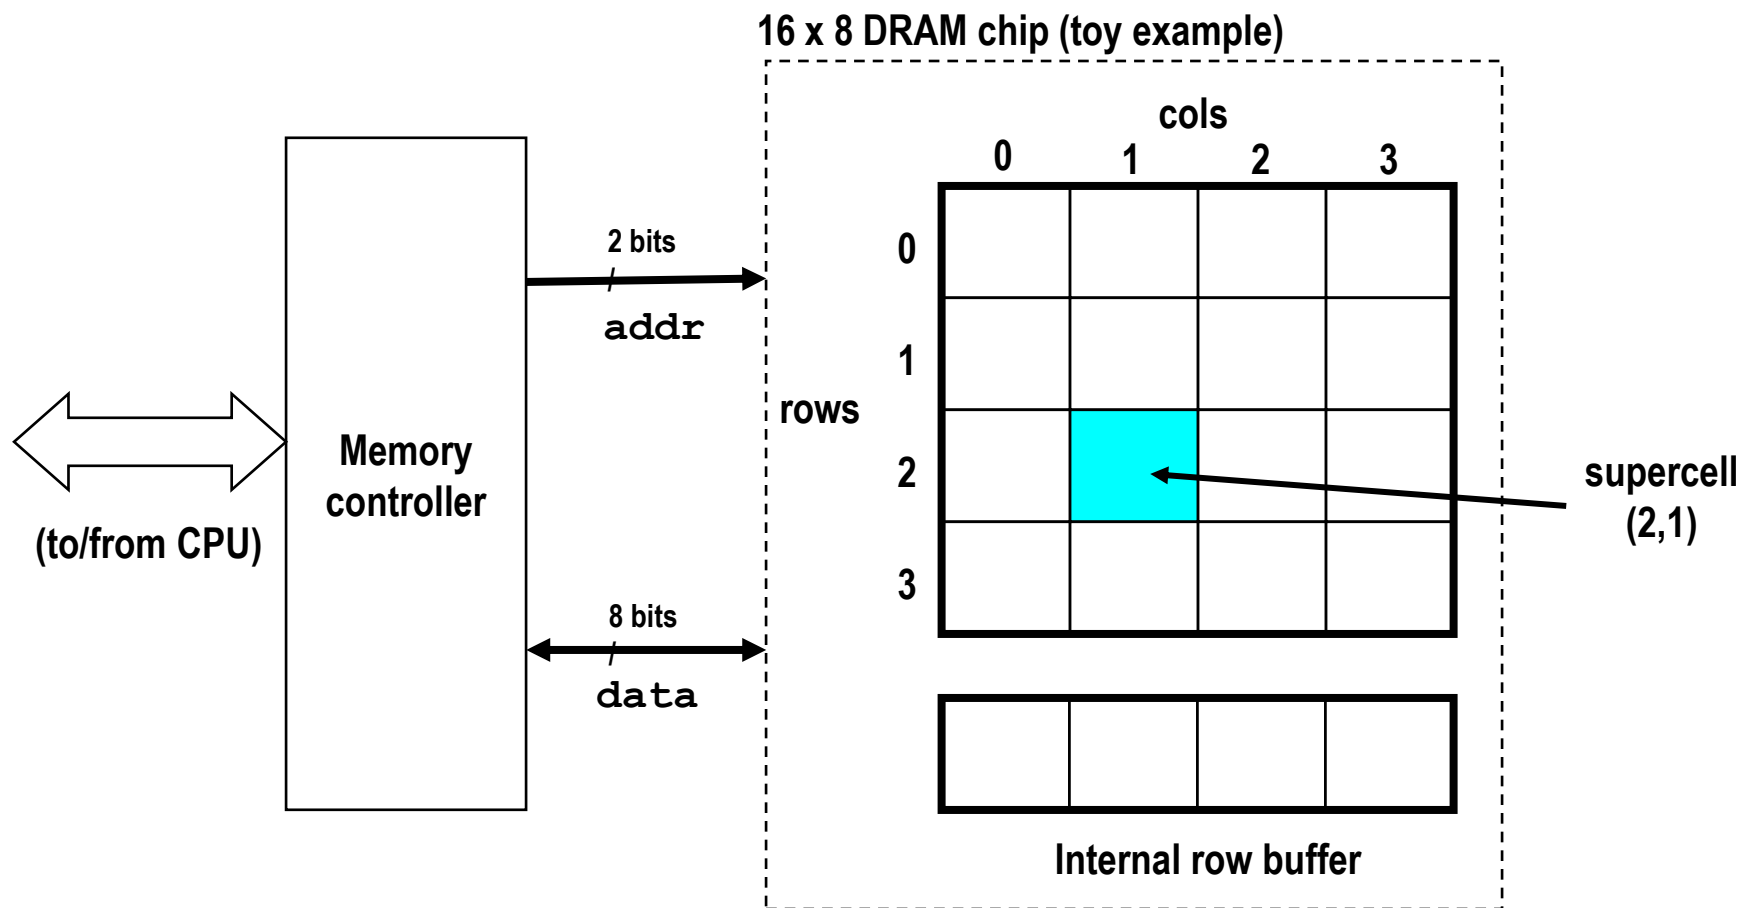 16 x 8 DRAM chip (toy example)
cols
0 1 2 3
0
1
2
3
rows
2 bits
addr
Memory
controller
(to/from CPU)
8 bits
data
supercell
(2,1)
Internal row buffer